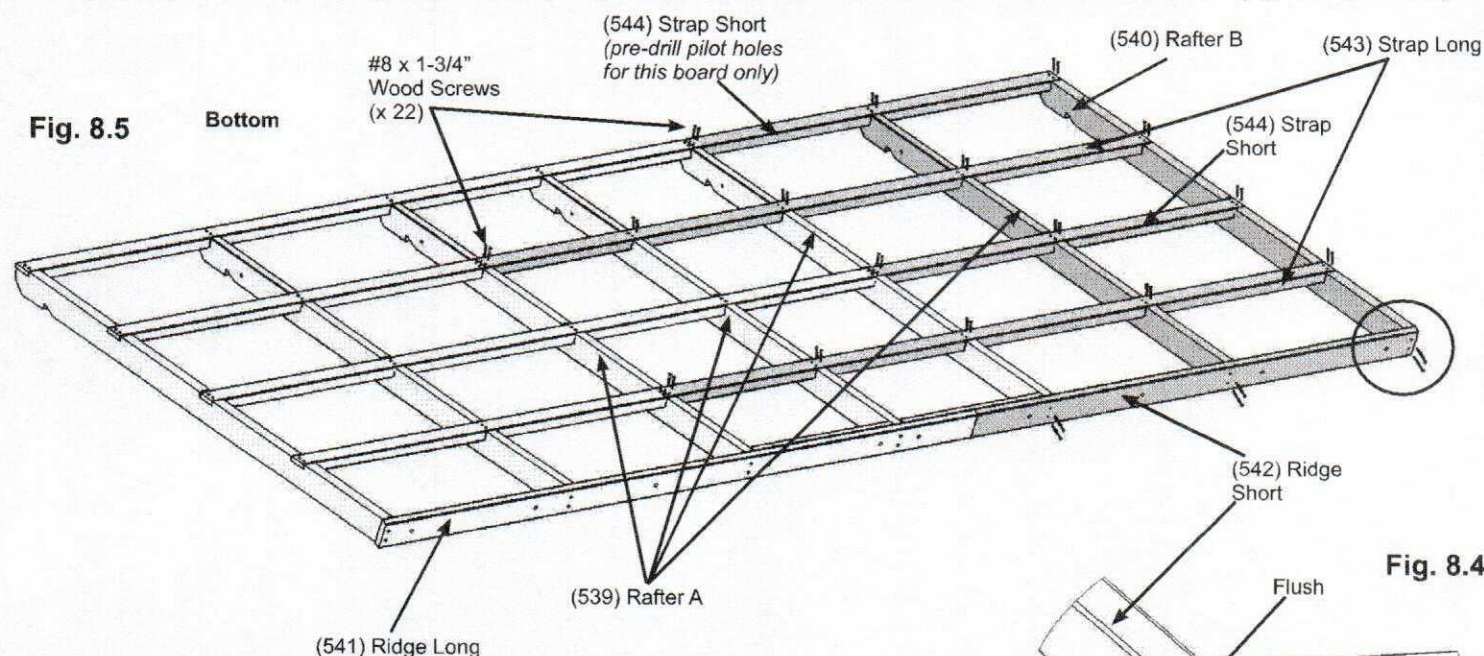 (544) Strap Short
(pre-drill pilot holes
for this board only)
(540) Rafter B
(543) Strap Long
#8 x 1-3/4"
Wood Screws
(x 22)
Fig. 8.5
Bottom
(544) Strap
Short
(542) Ridge
Short
(539) Rafter A
(541) Ridge Long
Fig. 8.4
Flush